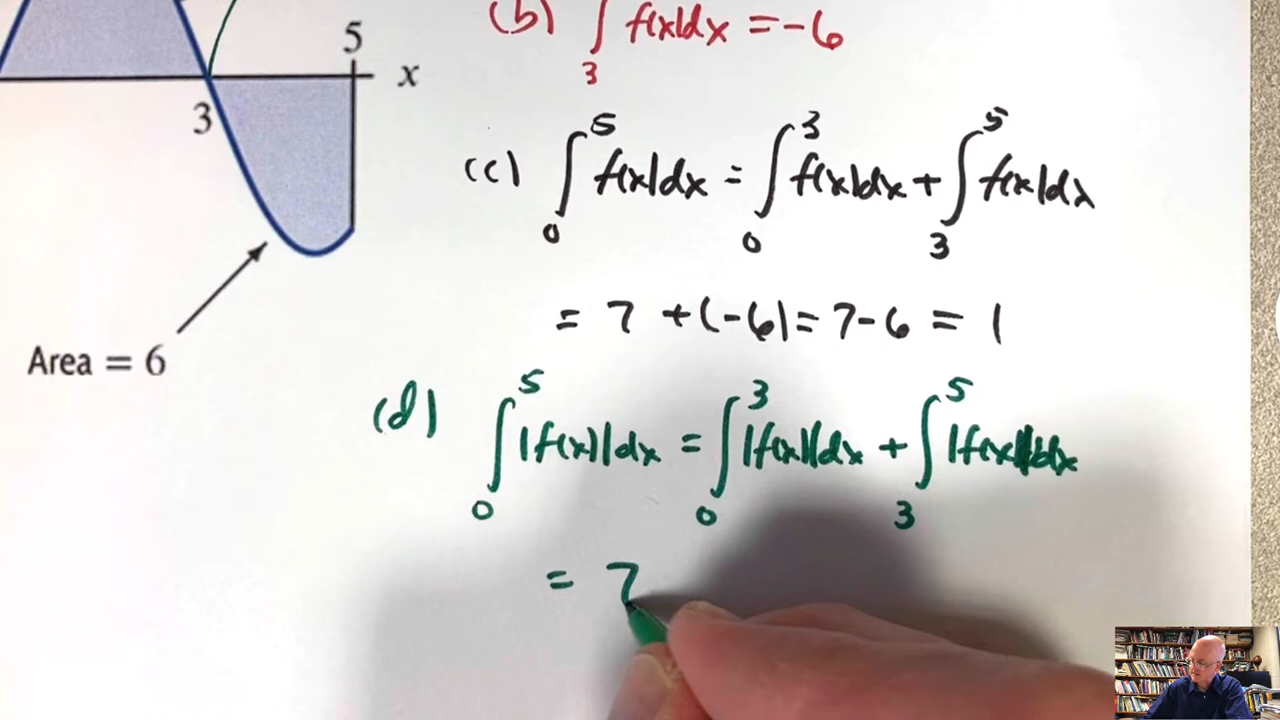 5
x
3
Area = 6
(b) ∫₃ f(x)dx = -6
(c) ∫₀⁵ f(x)dx = ∫₀³ f(x)dx + ∫₃⁵ f(x)dx
= 7 + (-6) = 7-6 = 1
(d) ∫₀⁵ |f(x)|dx = ∫₀³ |f(x)|dx + ∫₃⁵ |f(x)|dx
= 7